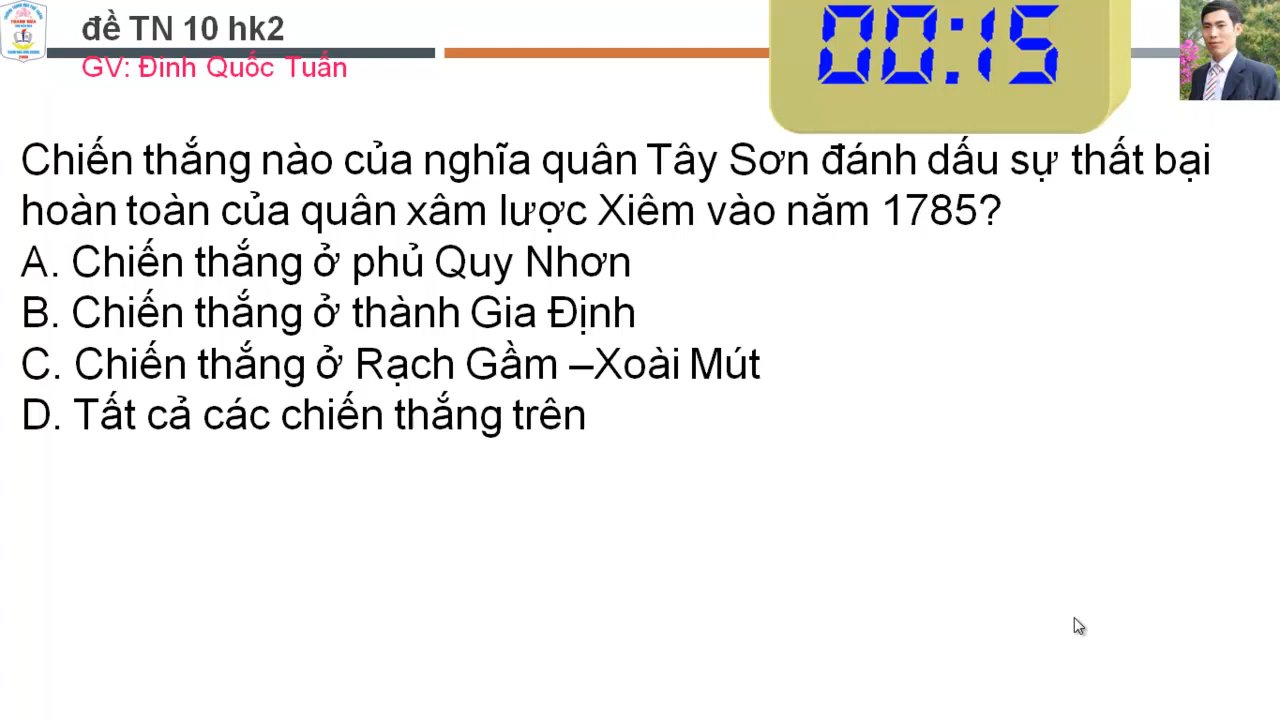 đề TN 10 hk2
GV: Đinh Quốc Tuấn
00:15
Chiến thắng nào của nghĩa quân Tây Sơn đánh dấu sự thất bại
hoàn toàn của quân xâm lược Xiêm vào năm 1785?
A. Chiến thắng ở phủ Quy Nhơn
B. Chiến thắng ở thành Gia Định
C. Chiến thắng ở Rạch Gầm –Xoài Mút
D. Tất cả các chiến thắng trên